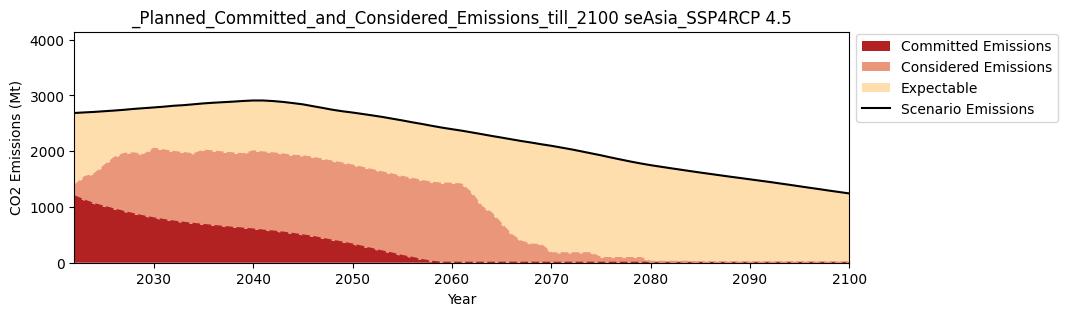 _Planned_Committed_and_Considered_Emissions_till_2100 seAsia_SSP4RCP 4.5
4000
3000
2000
1000
0
CO2 Emissions (Mt)
2030 2040 2050 2060 2070 2080 2090 2100
Year
Committed Emissions
Considered Emissions
Expectable
Scenario Emissions